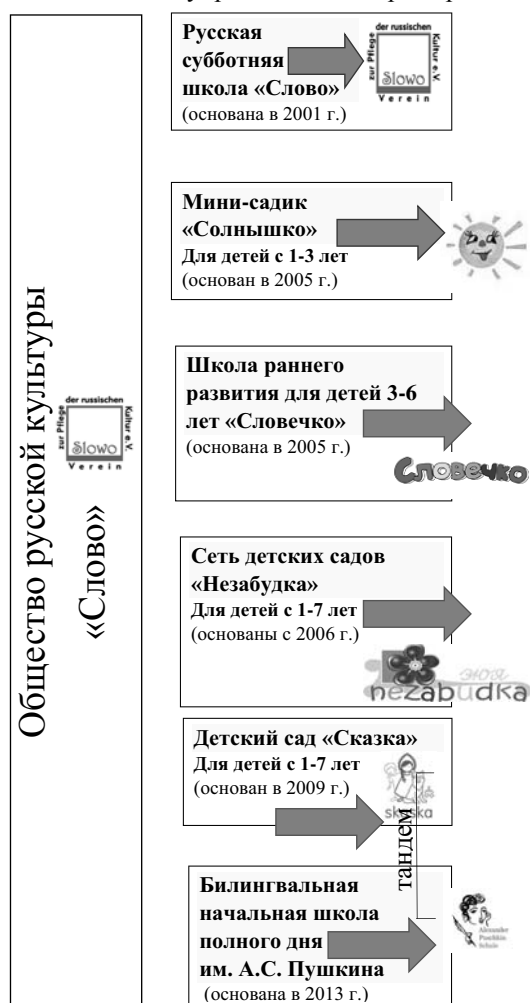 Русская
субботняя
школа «Слово»
(основана в 2001 г.)
der russischen
zur Pflege
Kultur e.V.
Slowo
Verein
Мини-садик
«Солнышко»
Для детей с 1-3 лет
(основан в 2005 г.)
Школа раннего
развития для детей 3-6
лет «Словечко»
(основана в 2005 г.)
Словечко
Общество русской культуры
«Слово»
der russischen
zur Pflege
Kultur e.V.
Slowo
Verein
Сеть детских садов
«Незабудка»
Для детей с 1-7 лет
(основаны с 2006 г.)
nezabudka
Детский сад «Сказка»
Для детей с 1-7 лет
(основан в 2009 г.)
skaska
тандем
Билингвальная
начальная школа
полного дня
им. А.С. Пушкина
(основана в 2013 г.)
Alexander
Puschkin
Schule